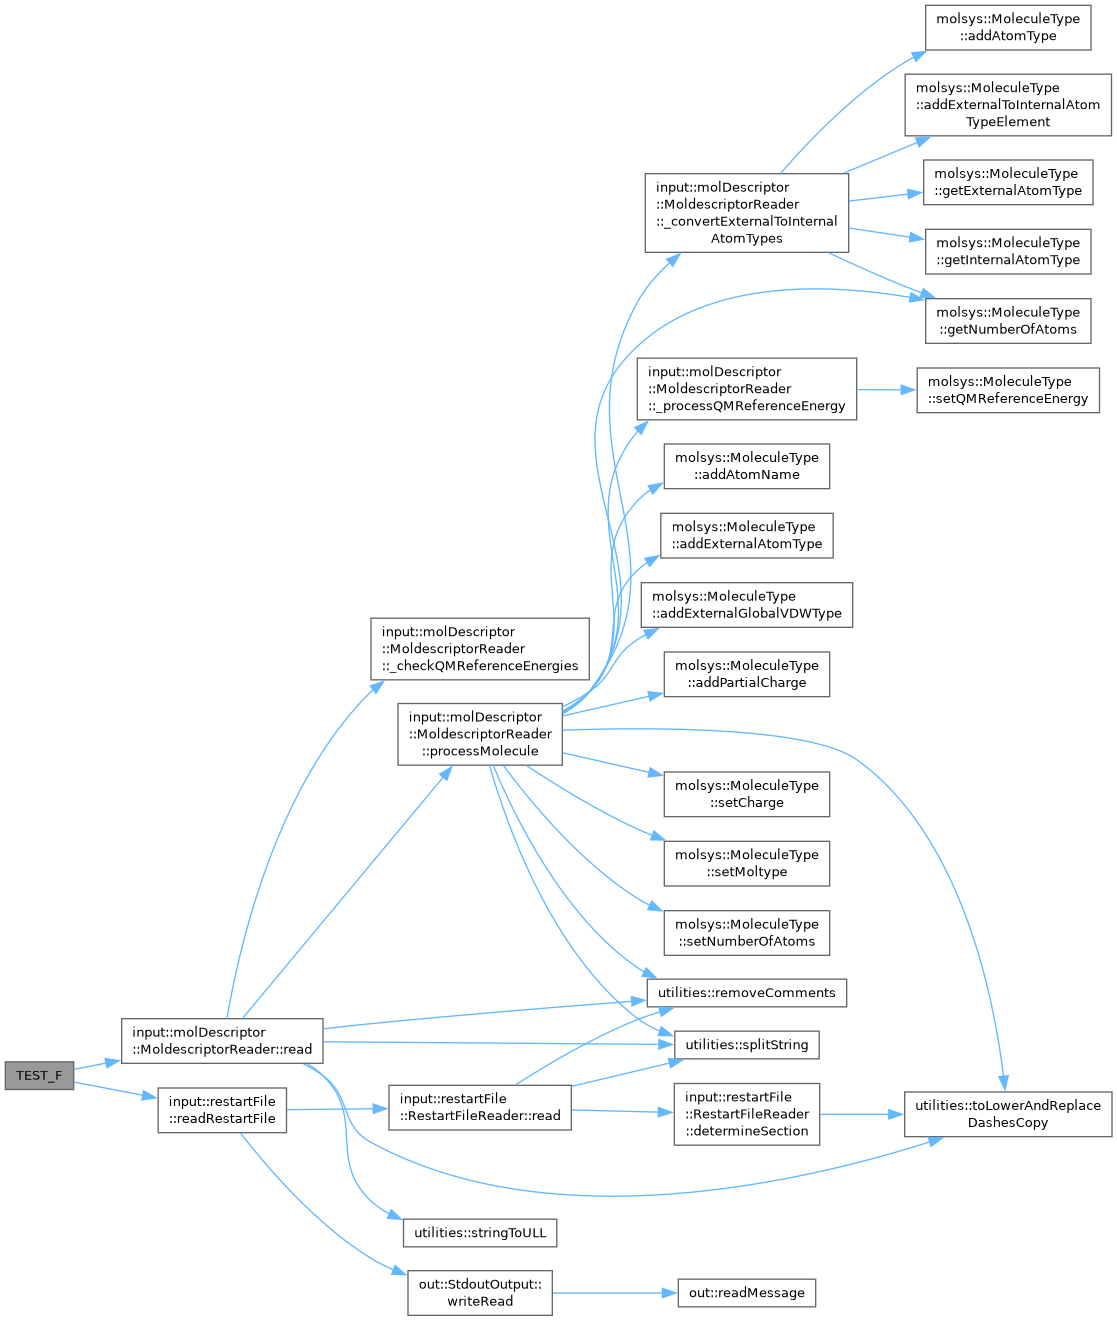 molsys::MoleculeType
::addAtomType
molsys::MoleculeType
::addExternalToInternalAtom
TypeElement
molsys::MoleculeType
::getExternalAtomType
input::molDescriptor
::MoldescriptorReader
::_convertExternalToInternal
AtomTypes
molsys::MoleculeType
::getInternalAtomType
molsys::MoleculeType
::getNumberOfAtoms
input::molDescriptor
::MoldescriptorReader
::_processQMReferenceEnergy
molsys::MoleculeType
::setQMReferenceEnergy
molsys::MoleculeType
::addAtomName
molsys::MoleculeType
::addExternalAtomType
molsys::MoleculeType
::addExternalGlobalVDWType
input::molDescriptor
::MoldescriptorReader
::_checkQMReferenceEnergies
molsys::MoleculeType
::addPartialCharge
input::molDescriptor
::MoldescriptorReader
::processMolecule
molsys::MoleculeType
::setCharge
molsys::MoleculeType
::setMoltype
molsys::MoleculeType
::setNumberOfAtoms
utilities::removeComments
input::molDescriptor
::MoldescriptorReader::read
utilities::splitString
TEST_F
input::restartFile
::readRestartFile
input::restartFile
::RestartFileReader::read
input::restartFile
::RestartFileReader
::determineSection
utilities::toLowerAndReplace
DashesCopy
utilities::stringToULL
out::StdoutOutput::
writeRead
out::readMessage